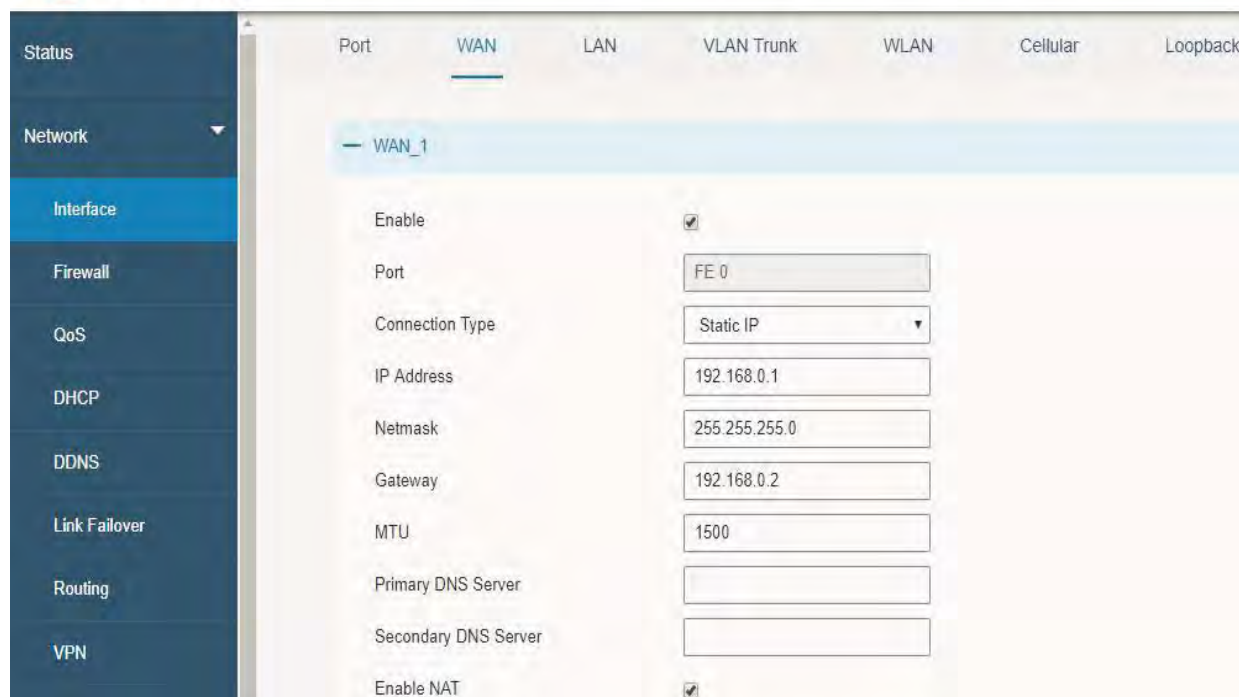 Status
Network
Interface
Firewall
QoS
DHCP
DDNS
Link Failover
Routing
VPN
Port WAN LAN VLAN Trunk WLAN Cellular Loopback
WAN_1
Enable
Port FE 0
Connection Type Static IP
IP Address 192.168.0.1
Netmask 255.255.255.0
Gateway 192.168.0.2
MTU 1500
Primary DNS Server
Secondary DNS Server
Enable NAT